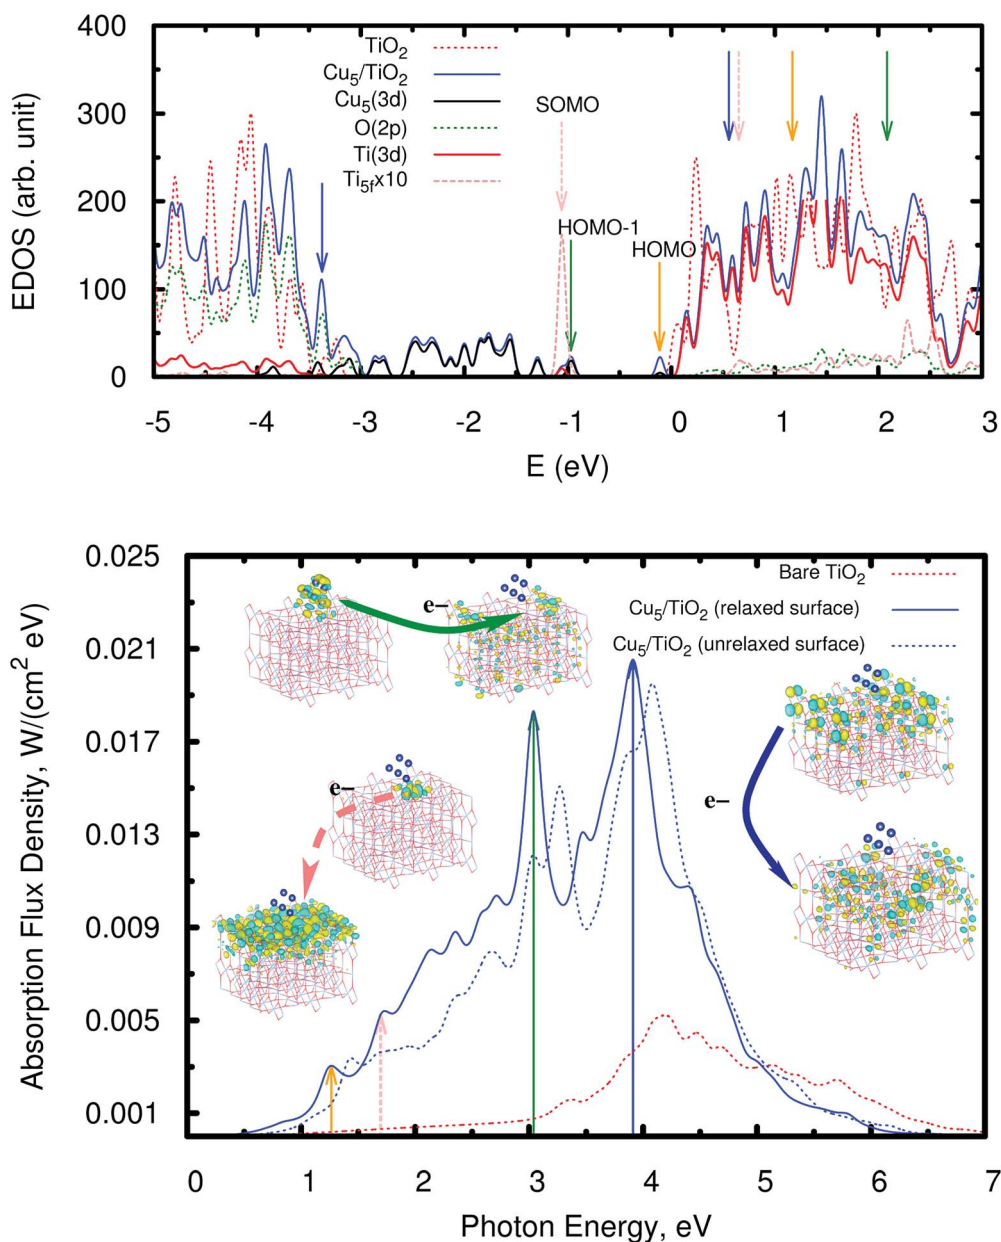 400
300
200
100
0
EDOS (arb. unit)
TiO₂
Cu₅/TiO₂
Cu₅(3d)
O(2p)
Ti(3d)
Ti₅fx10
SOMO
HOMO-1
HOMO
-5 -4 -3 -2 -1 0 1 2 3
E (eV)
0.025
0.021
0.017
0.013
0.009
0.005
0.001
Absorption Flux Density, W/(cm² eV)
Bare TiO₂
Cu₅/TiO₂ (relaxed surface)
Cu₅/TiO₂ (unrelaxed surface)
e−
e−
e−
0 1 2 3 4 5 6 7
Photon Energy, eV